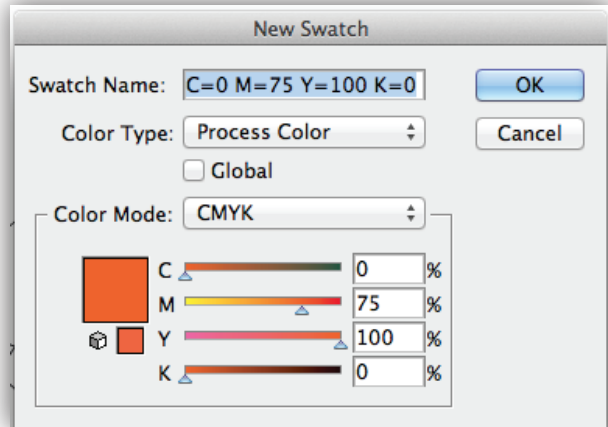 New Swatch
Swatch Name: C=0 M=75 Y=100 K=0 OK
Color Type: Process Color Cancel
Global
Color Mode: CMYK
C 0 %
M 75 %
Y 100 %
K 0 %